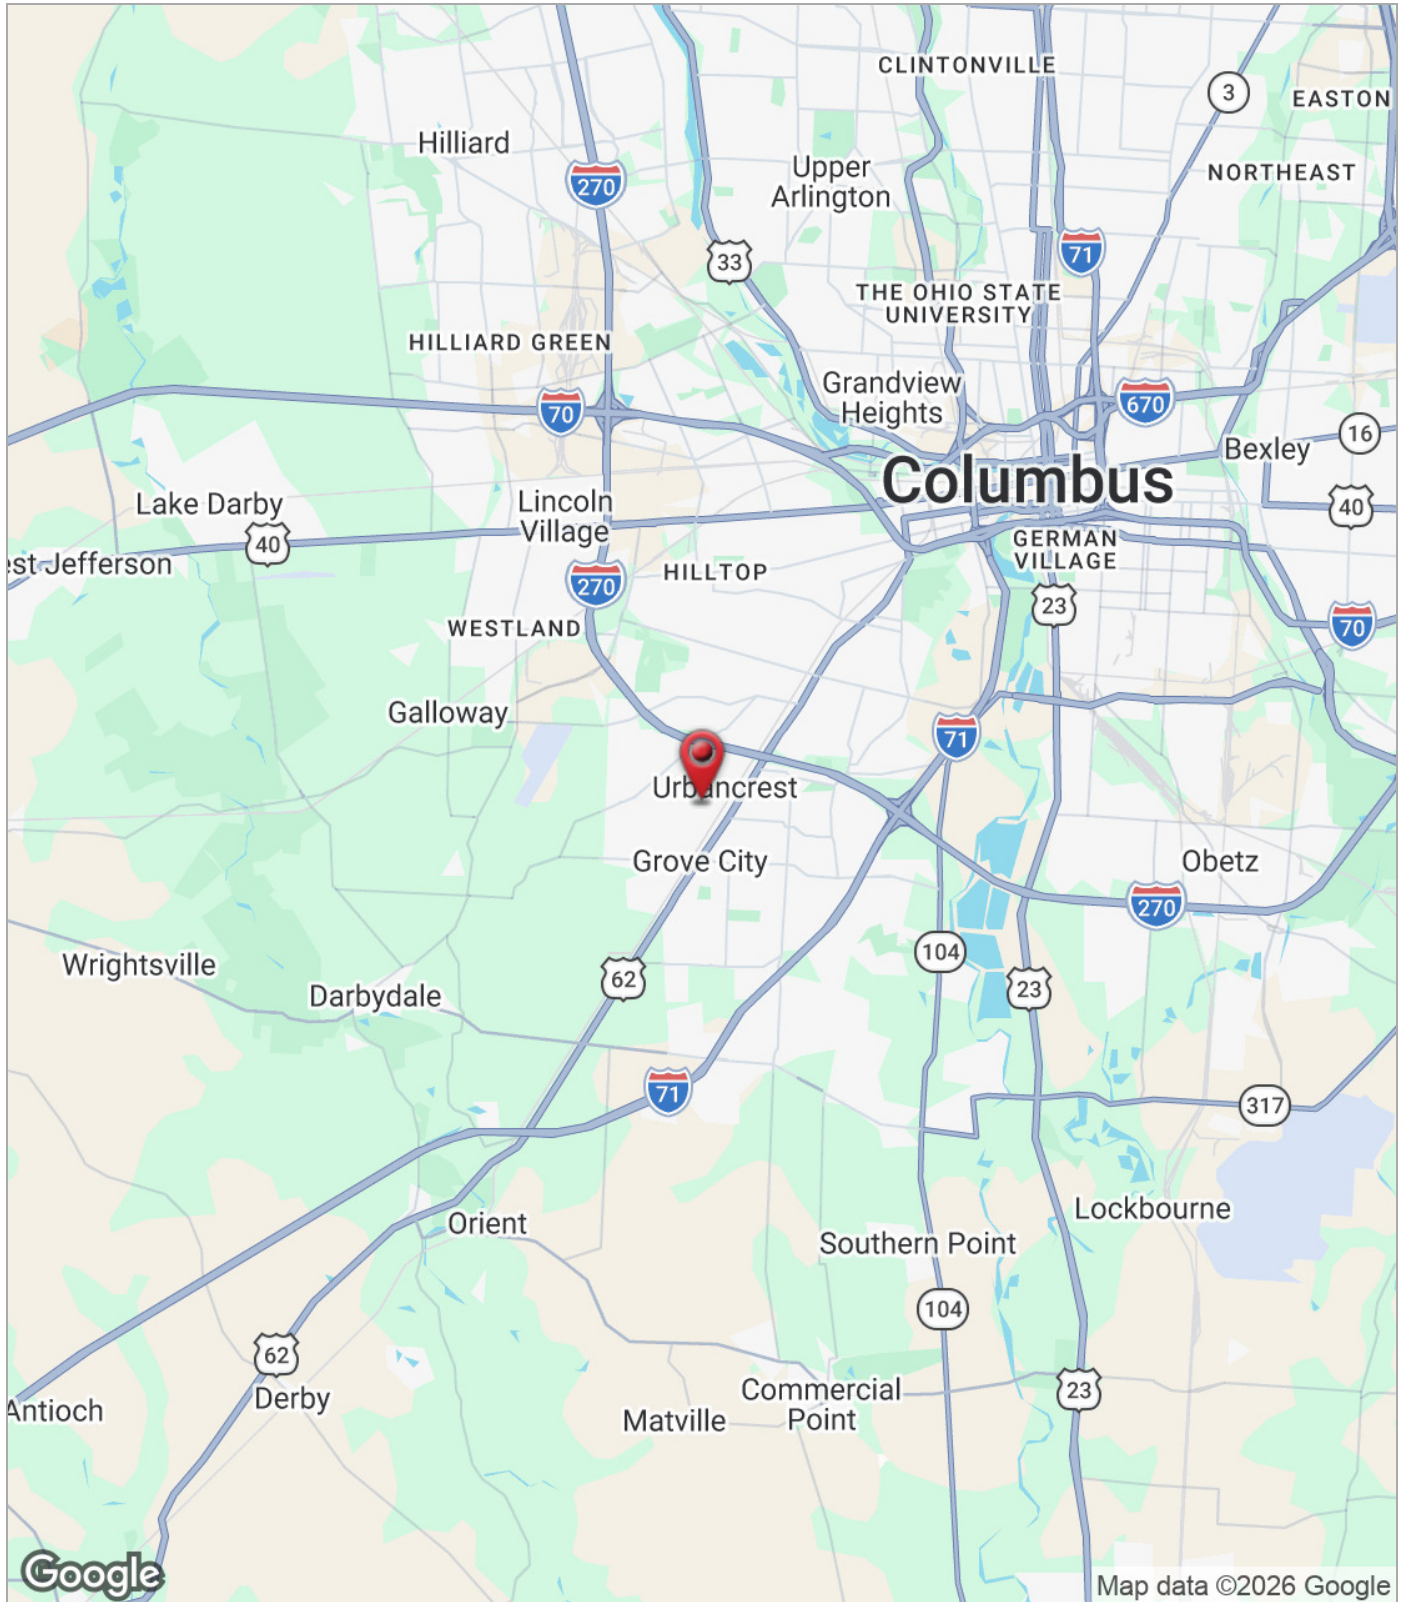 CLINTONVILLE
3
EASTON
Hilliard
Upper
Arlington
NORTHEAST
270
71
33
THE OHIO STATE
UNIVERSITY
HILLIARD GREEN
Grandview
Heights
70
670
16
Bexley
Columbus
Lake Darby
Lincoln
Village
40
40
GERMAN
VILLAGE
est Jefferson
HILLTOP
270
23
WESTLAND
70
Galloway
71
Urbancrest
Grove City
Obetz
270
Wrightsville
104
62
23
Darbydale
71
317
Orient
Lockbourne
Southern Point
104
62
Derby
Commercial
Point
23
Antioch
Matville
Google
Map data ©2026 Google